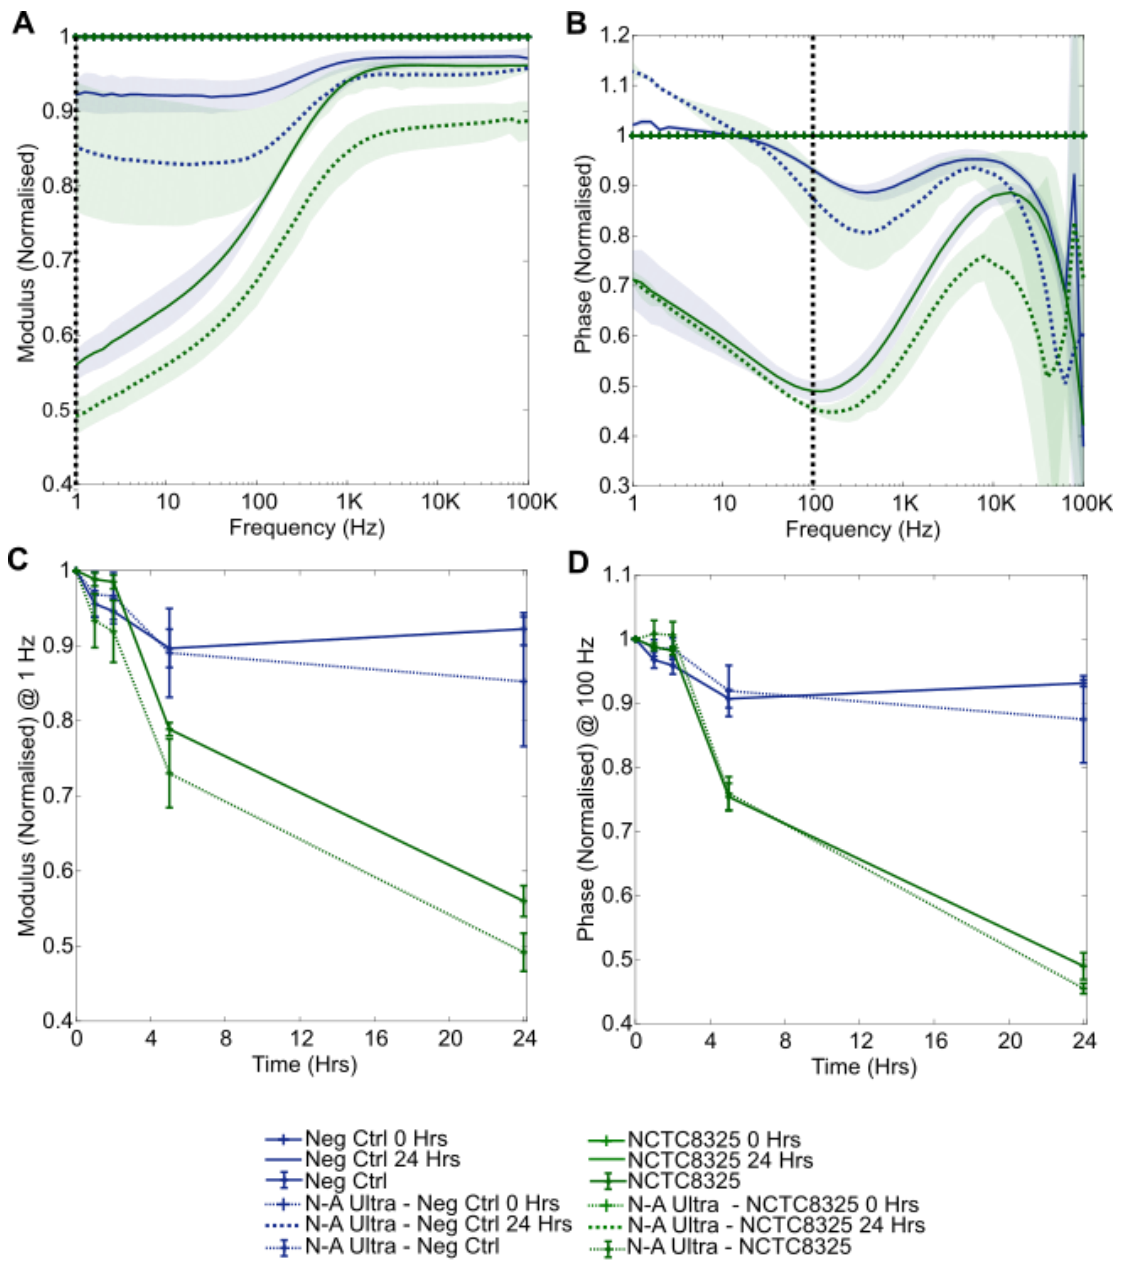 A
Modulus (Normalised)
1
0.9
0.8
0.7
0.6
0.5
0.4
1 10 100 1K 10K 100K
Frequency (Hz)
B
Phase (Normalised)
1.2
1.1
1
0.9
0.8
0.7
0.6
0.5
0.4
0.3
1 10 100 1K 10K 100K
Frequency (Hz)
C
Modulus (Normalised) @ 1 Hz
1
0.9
0.8
0.7
0.6
0.5
0.4
0 4 8 12 16 20 24
Time (Hrs)
D
Phase (Normalised) @ 100 Hz
1.1
1
0.9
0.8
0.7
0.6
0.5
0.4
0 4 8 12 16 20 24
Time (Hrs)
Neg Ctrl 0 Hrs
Neg Ctrl 24 Hrs
Neg Ctrl
N-A Ultra - Neg Ctrl 0 Hrs
N-A Ultra - Neg Ctrl 24 Hrs
N-A Ultra - Neg Ctrl
NCTC8325 0 Hrs
NCTC8325 24 Hrs
NCTC8325
N-A Ultra - NCTC8325 0 Hrs
N-A Ultra - NCTC8325 24 Hrs
N-A Ultra - NCTC8325